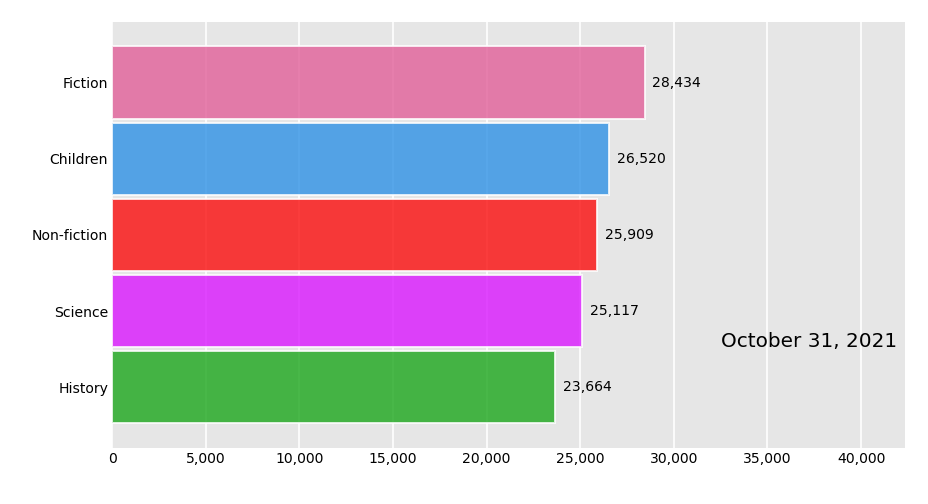 Fiction 28,434
Children 26,520
Non-fiction 25,909
Science 25,117
October 31, 2021
History 23,664
0 5,000 10,000 15,000 20,000 25,000 30,000 35,000 40,000